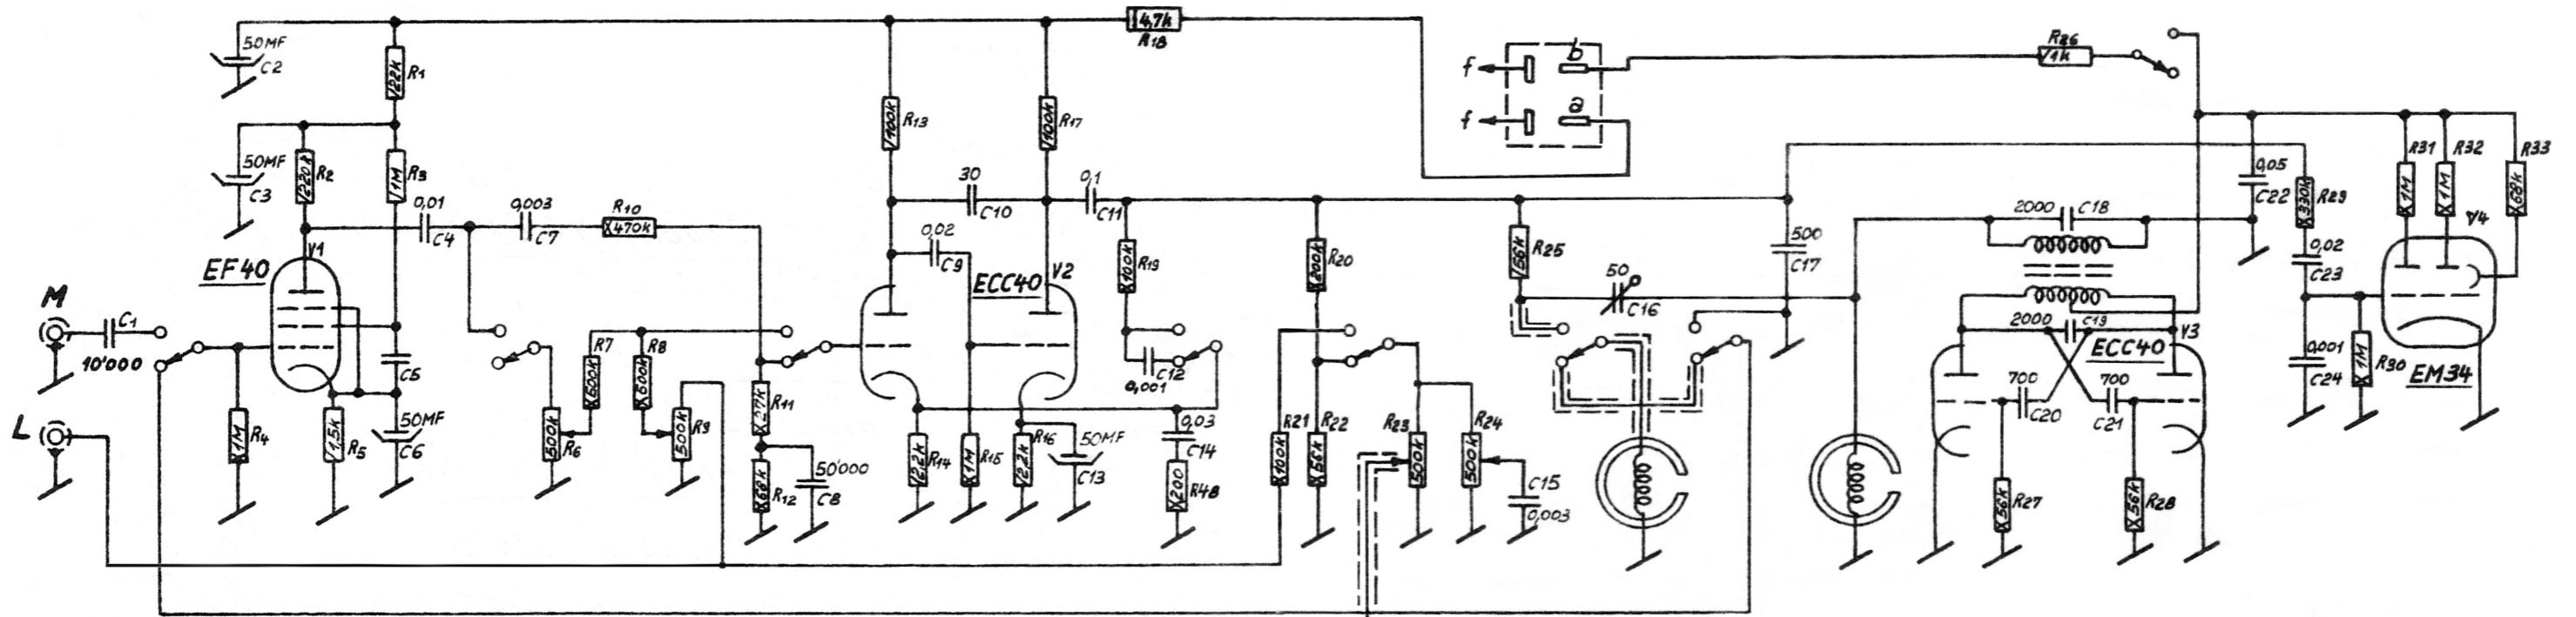 50MF
C2
22k
R1
4,7k
R18
f
b
f
a
1k
R26
50MF
C3
220k
R2
1M
R3
100k
R13
100k
R17
0,01
C4
0,003
C7
R10
470k
30
C10
0,1
C11
0,02
C9
V1
EF40
V2
ECC40
M
C1
10'000
L
1M
R4
1,5k
R5
C5
50MF
C6
500k
R6
R7
500k
R8
500k
500k
R9
27k
R11
68k
R12
50'000
C8
2,2k
R14
1M
R15
2,2k
R16
50MF
C13
100k
R19
C12
0,001
0,03
C14
200
R48
200k
R20
R21
100k
R22
56k
R23
500k
R24
500k
C15
0,003
56k
R25
50
C16
500
C17
2000
C18
2000
C19
V3
ECC40
700
C20
700
C21
56k
R27
56k
R28
0,05
C22
330k
R29
0,02
C23
0,001
C24
1M
R30
R31
1M
R32
1M
R33
68k
V4
EM34